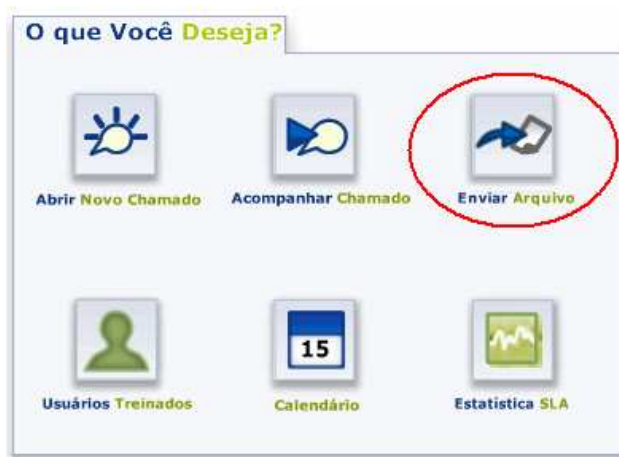 O que Você Deseja?
Abrir Novo Chamado
Acompanhar Chamado
Enviar Arquivo
15
Usuários Treinados
Calendário
Estatística SLA